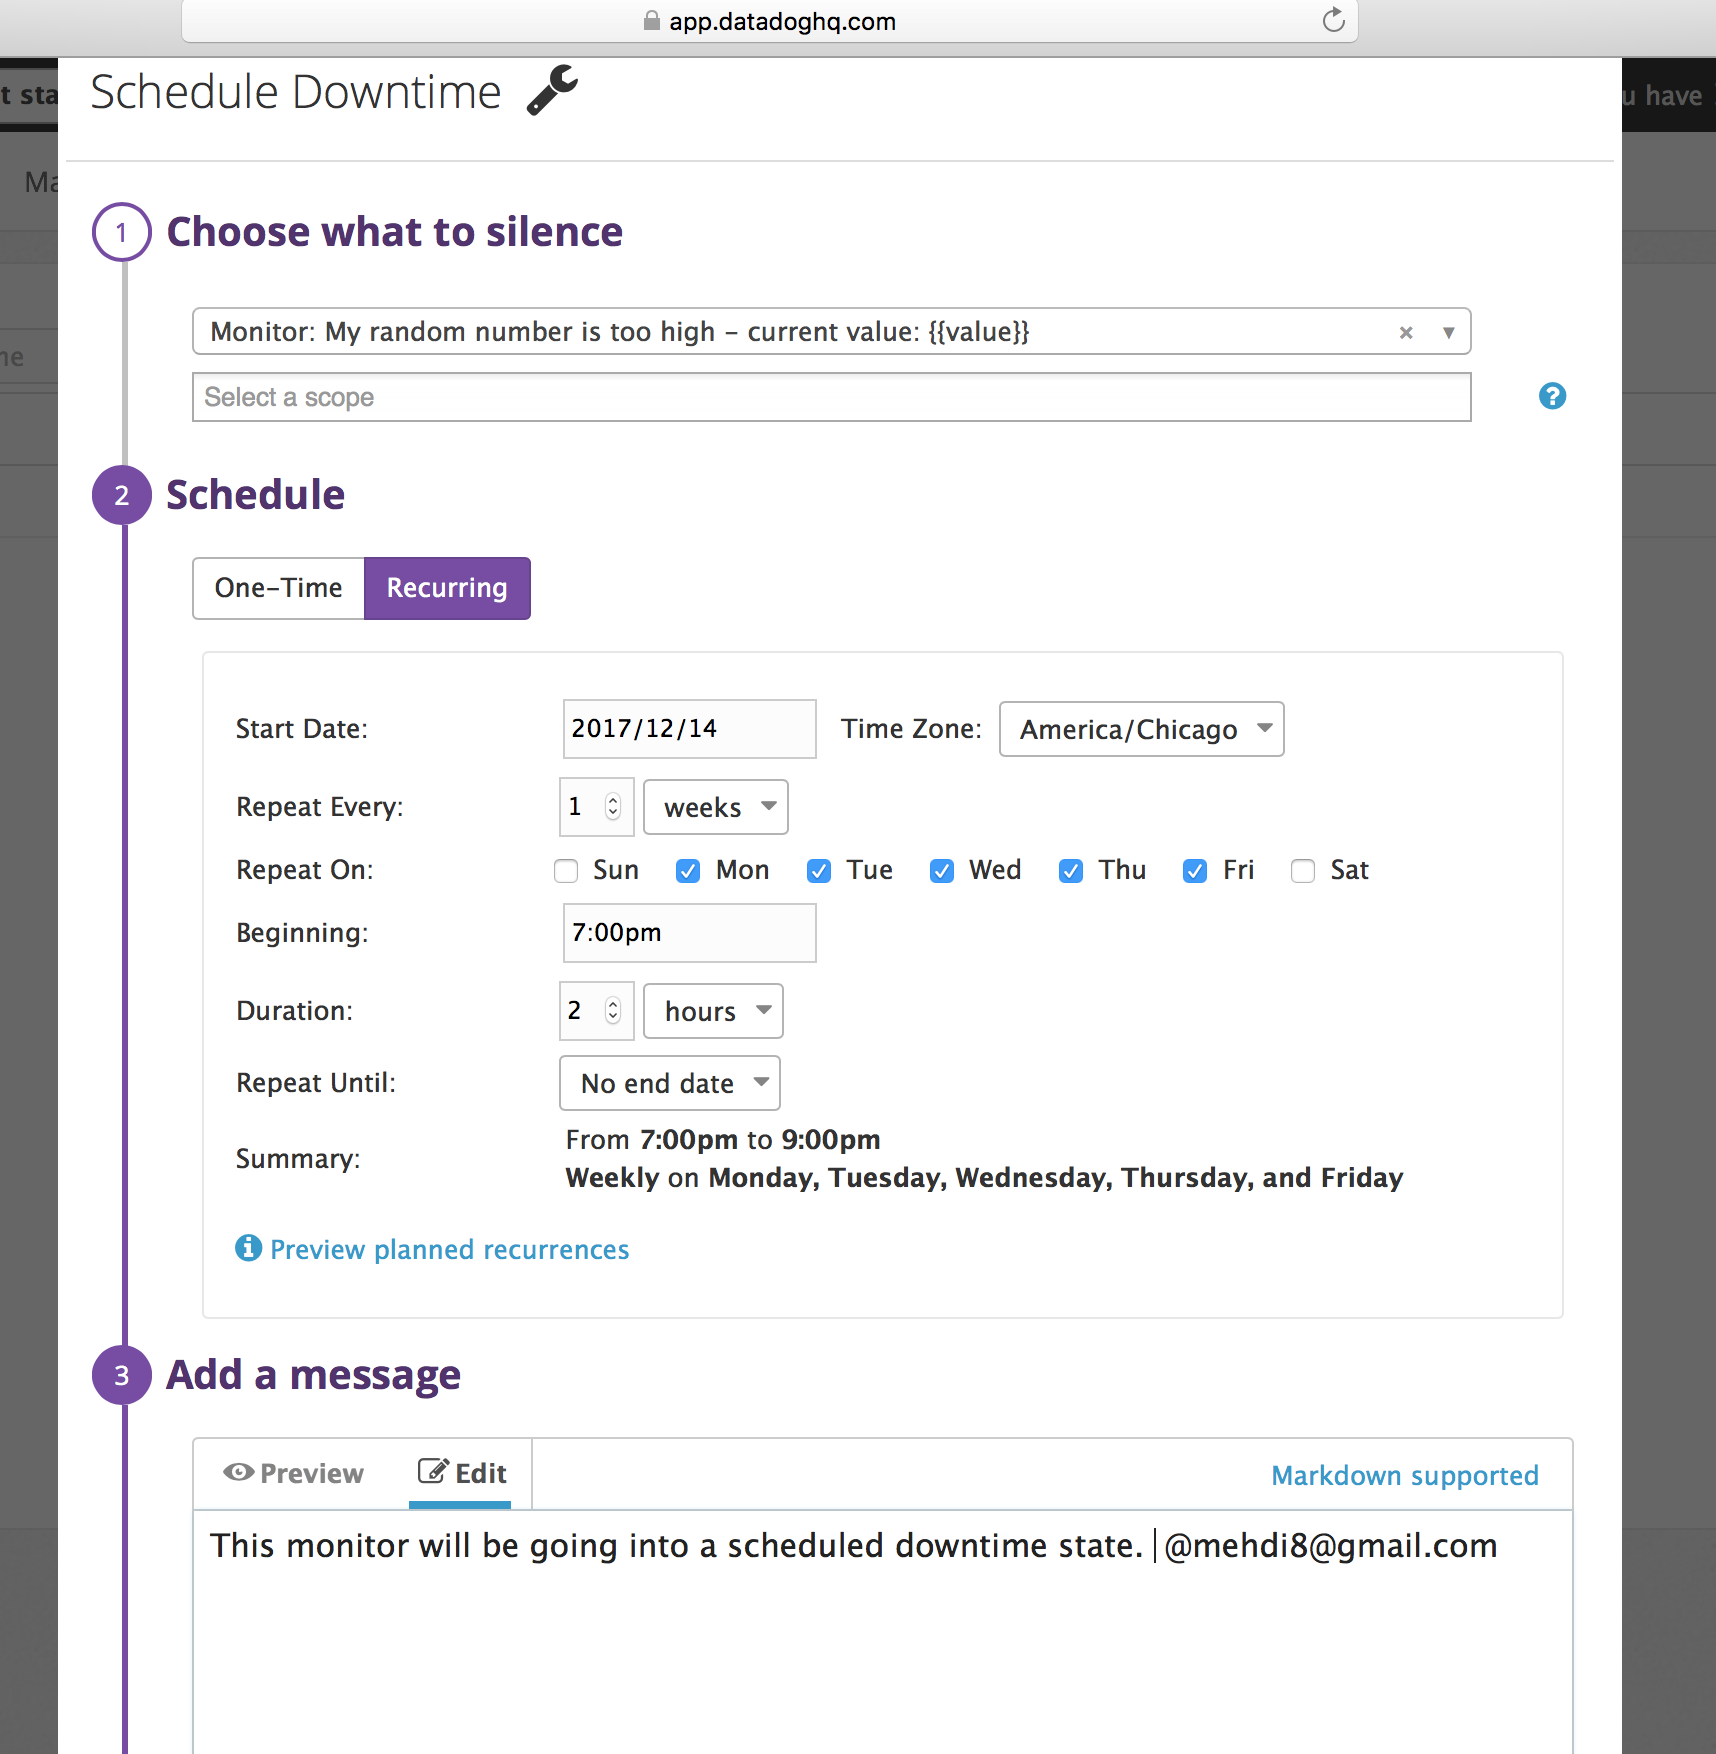 app.datadoghq.com
t sta
u have
Schedule Downtime
Ma
1 Choose what to silence
Monitor: My random number is too high – current value: {{value}} × ▼
ne
Select a scope
?
2 Schedule
One-Time Recurring
Start Date: 2017/12/14 Time Zone: America/Chicago
Repeat Every: 1 weeks
Repeat On: Sun Mon Tue Wed Thu Fri Sat
Beginning: 7:00pm
Duration: 2 hours
Repeat Until: No end date
Summary: From 7:00pm to 9:00pm
Weekly on Monday, Tuesday, Wednesday, Thursday, and Friday
Preview planned recurrences
3 Add a message
Preview Edit Markdown supported
This monitor will be going into a scheduled downtime state. @mehdi8@gmail.com